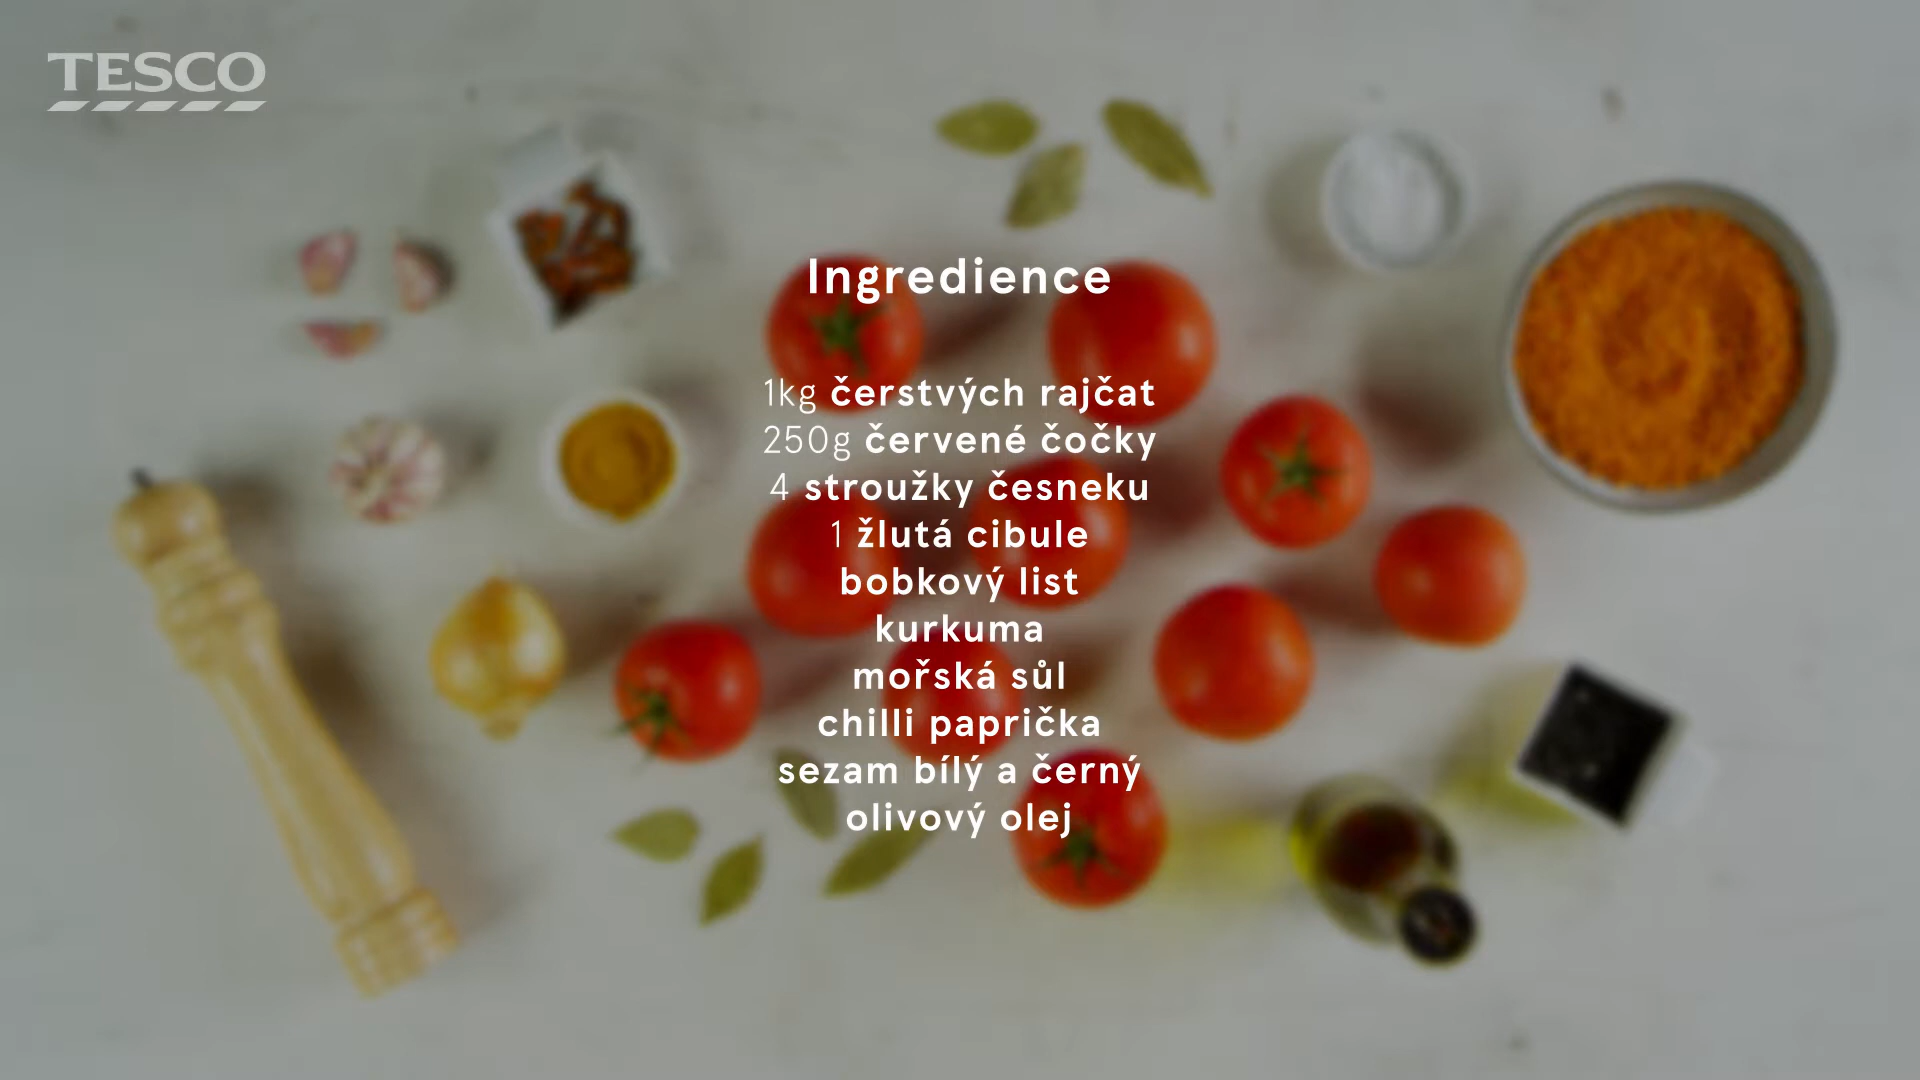 TESCO
Ingredience
1kg čerstvých rajčat
250g červené čočky
4 stroužky česneku
1 žlutá cibule
bobkový list
kurkuma
mořská sůl
chilli paprička
sezam bílý a černý
olivový olej